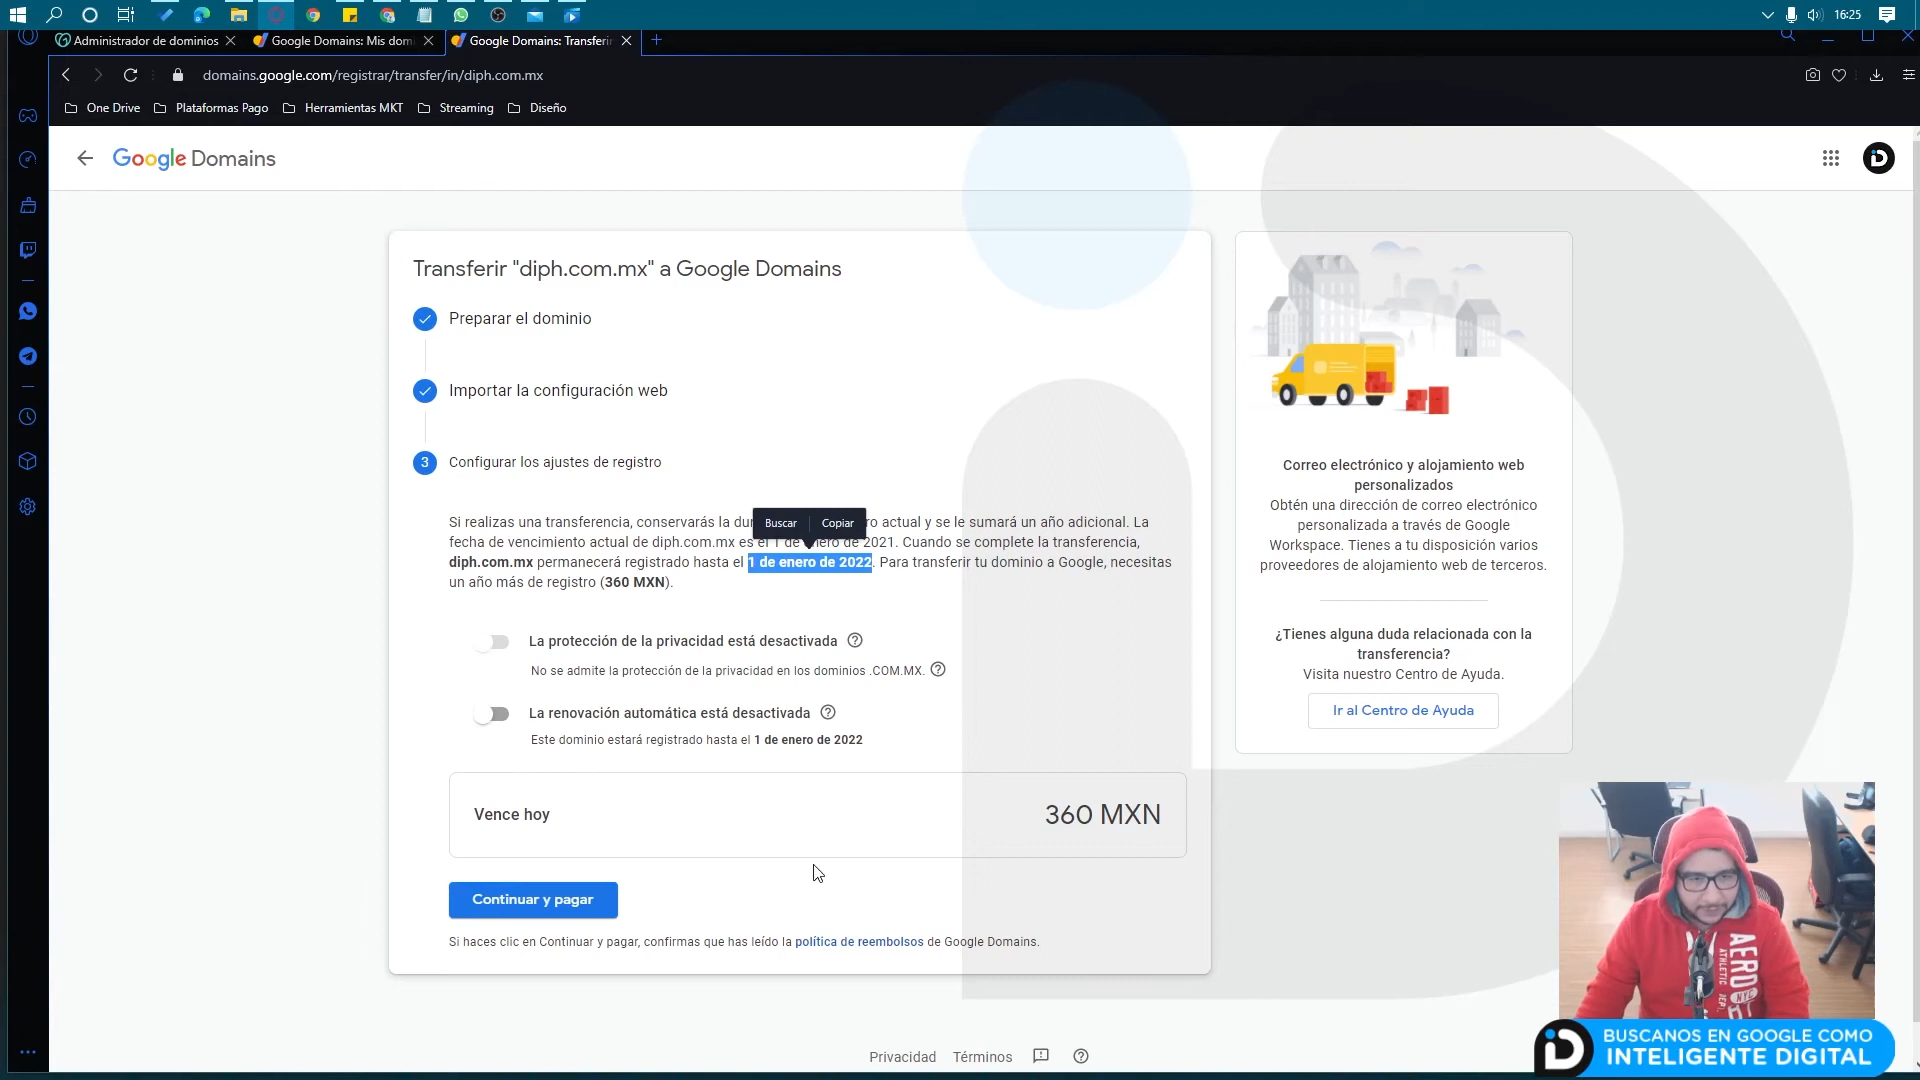 16:25
Administrador de dominios
Google Domains: Mis dom
Google Domains: Transferir
domains.google.com/registrar/transfer/in/diph.com.mx
One Drive
Plataformas Pago
Herramientas MKT
Streaming
Diseño
Google Domains
Transferir "diph.com.mx" a Google Domains
Preparar el dominio
Importar la configuración web
3 Configurar los ajustes de registro
Buscar
Copiar
Si realizas una transferencia, conservarás la du ro actual y se le sumará un año adicional. La
fecha de vencimiento actual de diph.com.mx es el 1 de enero de 2021. Cuando se complete la transferencia,
diph.com.mx permanecerá registrado hasta el 1 de enero de 2022. Para transferir tu dominio a Google, necesitas
un año más de registro (360 MXN).
La protección de la privacidad está desactivada
No se admite la protección de la privacidad en los dominios .COM.MX.
La renovación automática está desactivada
Este dominio estará registrado hasta el 1 de enero de 2022
Vence hoy
360 MXN
Continuar y pagar
Si haces clic en Continuar y pagar, confirmas que has leído la política de reembolsos de Google Domains.
Correo electrónico y alojamiento web
personalizados
Obtén una dirección de correo electrónico
personalizada a través de Google
Workspace. Tienes a tu disposición varios
proveedores de alojamiento web de terceros.
¿Tienes alguna duda relacionada con la
transferencia?
Visita nuestro Centro de Ayuda.
Ir al Centro de Ayuda
Privacidad
Términos
AERO
ATHLETIC
NYC
BUSCANOS EN GOOGLE COMO
INTELIGENTE DIGITAL